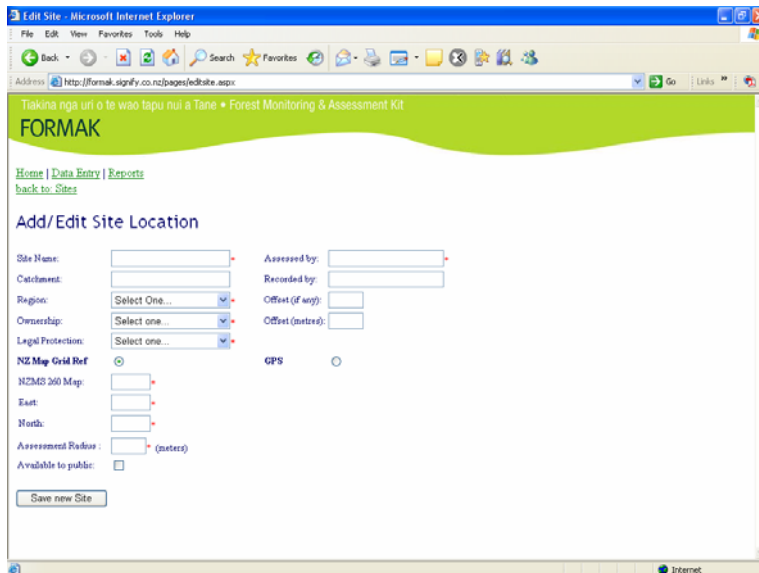 Edit Site - Microsoft Internet Explorer
File Edit View Favorites Tools Help
Back Search Favorites
Address http://formak.signify.co.nz/pages/editsite.aspx Go Links »
Tiakina nga uri o te wao tapu nui a Tane • Forest Monitoring & Assessment Kit
FORMAK
Home | Data Entry | Reports
back to: Sites
Add/Edit Site Location
Site Name: * Assessed by: *
Catchment: Recorded by:
Region: Select One... * Offset (if any):
Ownership: Select one... * Offset (metres):
Legal Protection: Select one... *
NZ Map Grid Ref GPS
NZMS 260 Map: *
East: *
North: *
Assessment Radius : * (meters)
Available to public:
Save new Site
Internet